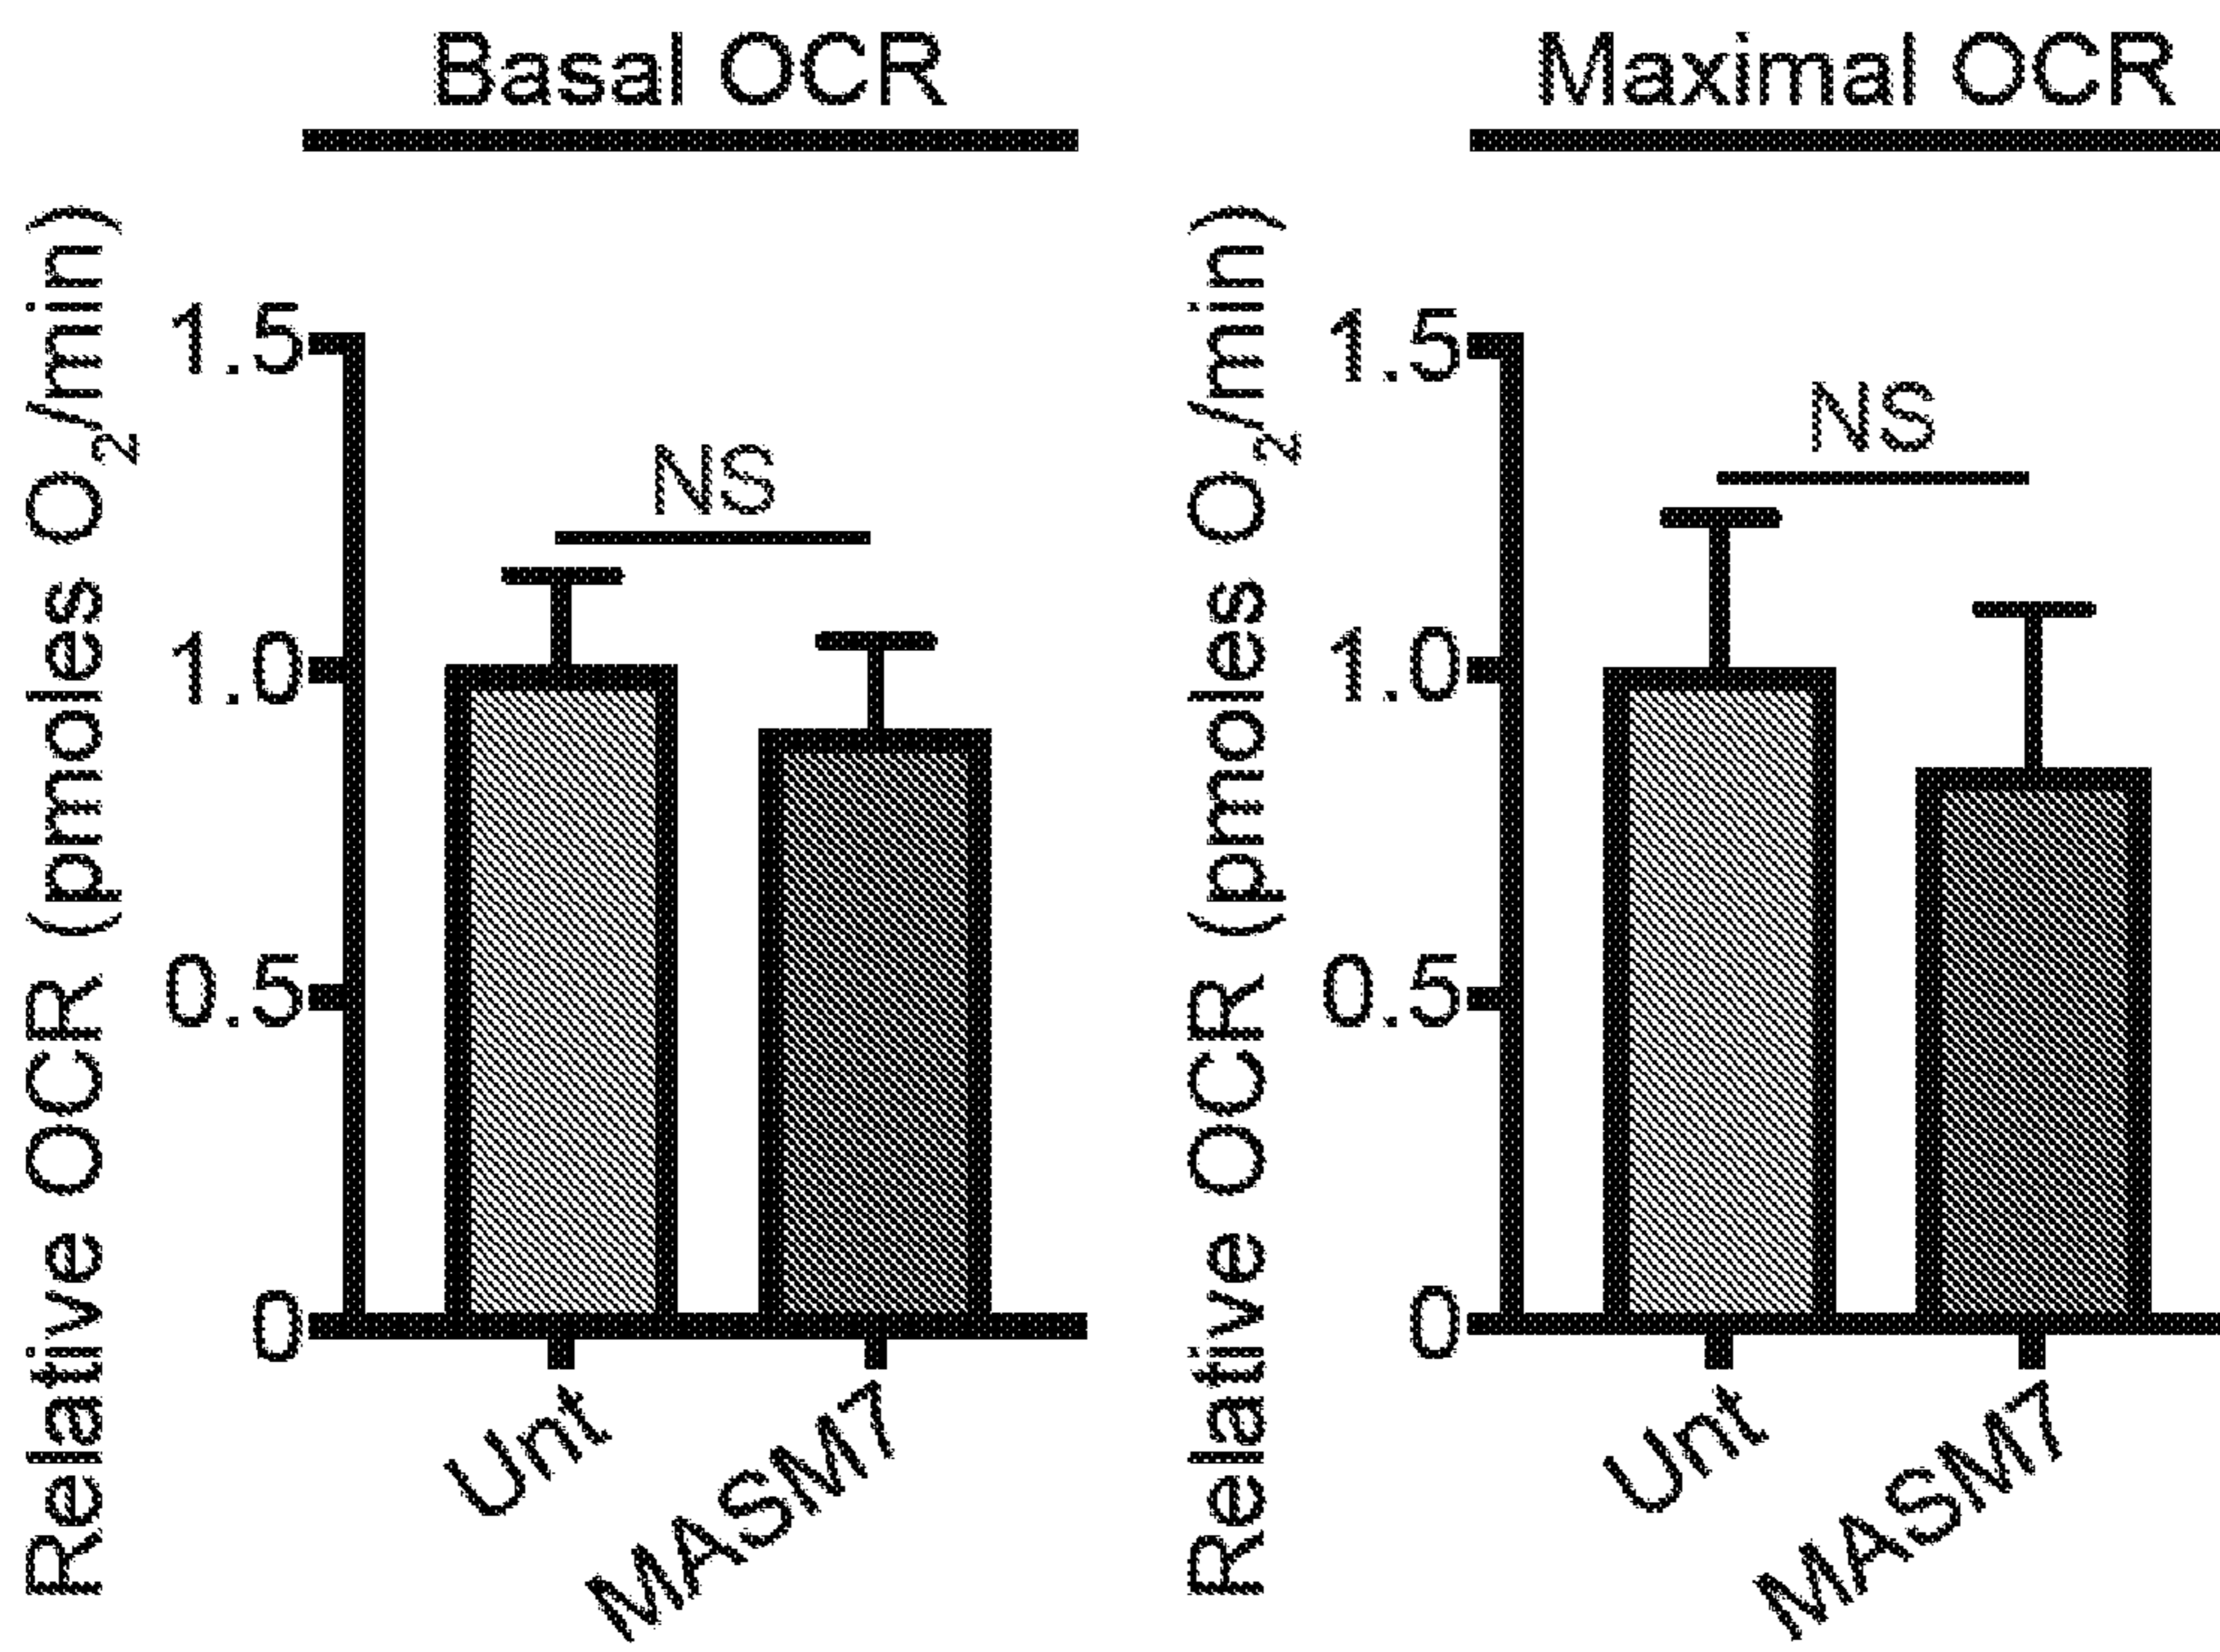 Basal OCR
Relative OCR (pmoles O₂/min)
1.5
1.0
0.5
0
NS
Unt
MASM7
Maximal OCR
Relative OCR (pmoles O₂/min)
1.5
1.0
0.5
0
NS
Unt
MASM7